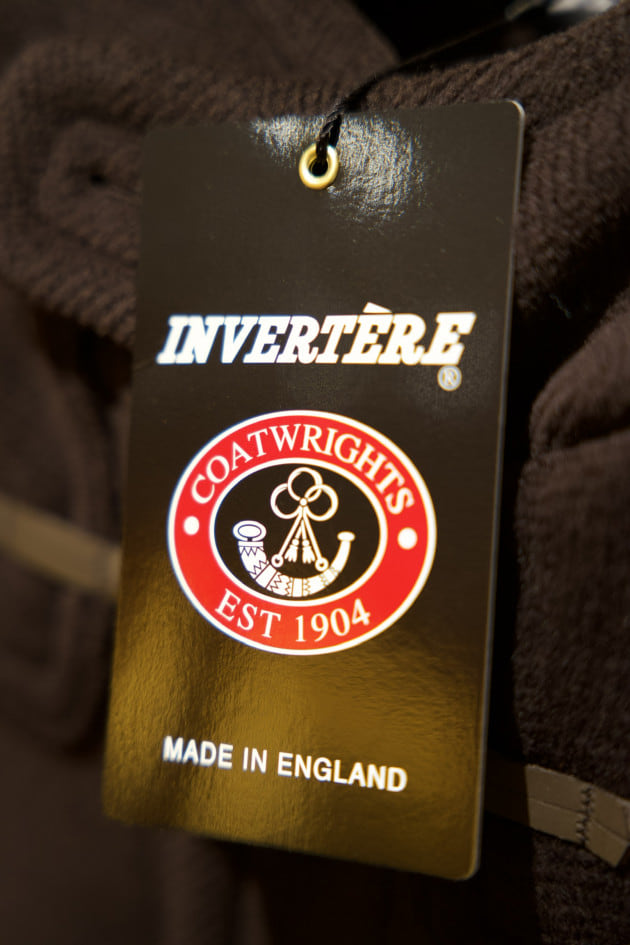 INVERTÈRE
®
COATWRIGHTS
EST 1904
MADE IN ENGLAND